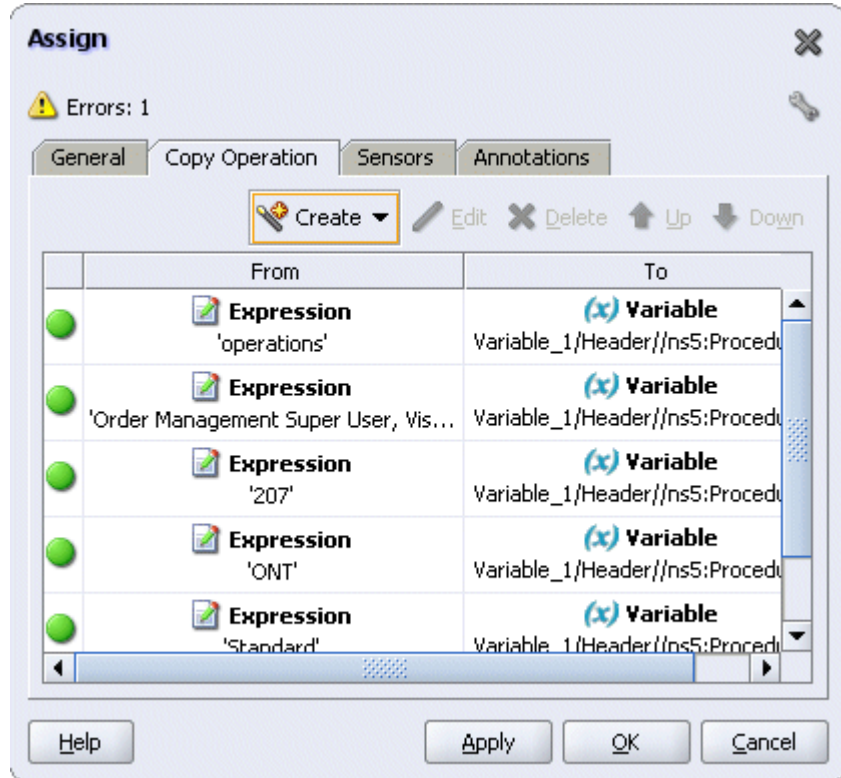 Assign
Errors: 1
General Copy Operation Sensors Annotations
Create Edit Delete Up Down
From To
Expression (x) Variable
'operations' Variable_1/Header//ns5:Procedu
Expression (x) Variable
'Order Management Super User, Vis... Variable_1/Header//ns5:Procedu
Expression (x) Variable
'207' Variable_1/Header//ns5:Procedu
Expression (x) Variable
'ONT' Variable_1/Header//ns5:Procedu
Expression (x) Variable
'Standard' Variable_1/Header//ns5:Procedu
Help Apply OK Cancel